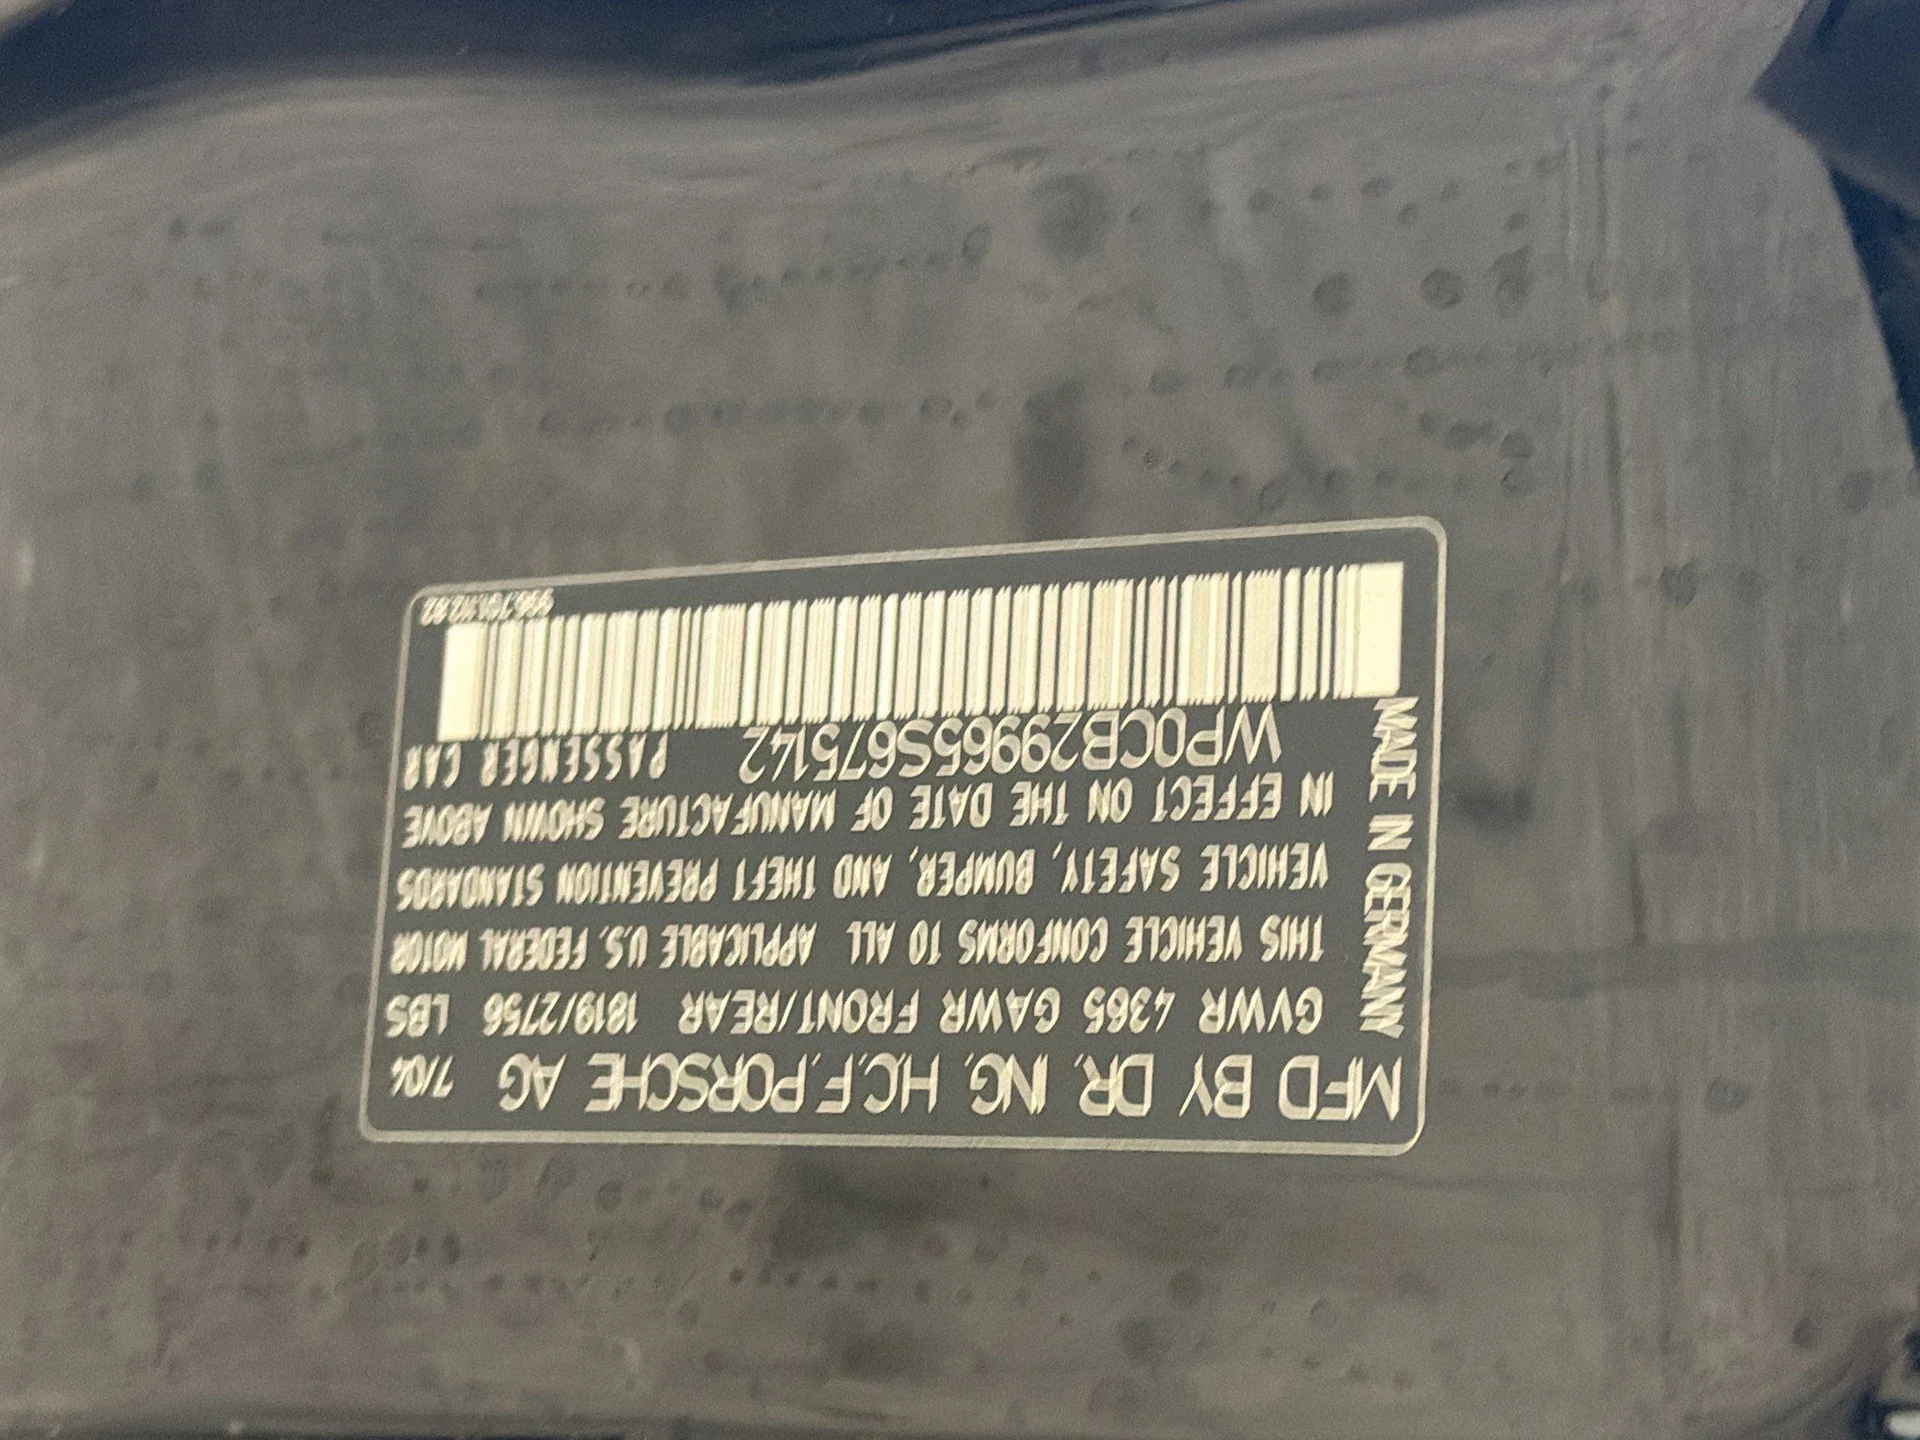 MFD BY DR. ING. H.C.F.PORSCHE AG 7/04
GVWR 4365 GAWR FRONT/REAR 1819/2756 LBS
THIS VEHICLE CONFORMS TO ALL APPLICABLE U.S. FEDERAL MOTOR
VEHICLE SAFETY, BUMPER, AND THEFT PREVENTION STANDARDS
IN EFFECT ON THE DATE OF MANUFACTURE SHOWN ABOVE
WP0CB29965S675142 PASSENGER CAR
MADE IN GERMANY